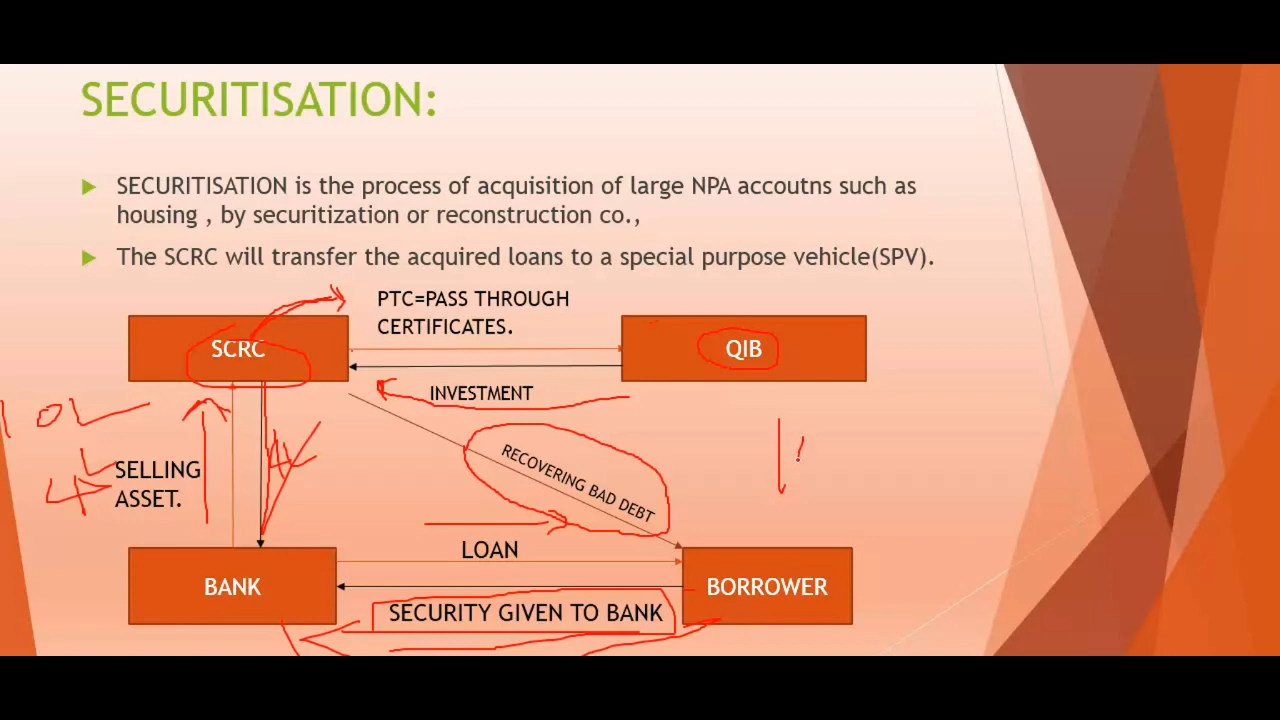 SECURITISATION:
SECURITISATION is the process of acquisition of large NPA accoutns such as
housing , by securitization or reconstruction co.,
The SCRC will transfer the acquired loans to a special purpose vehicle(SPV).
PTC=PASS THROUGH
CERTIFICATES.
SCRC
QIB
INVESTMENT
10L
4L
SELLING
ASSET.
RECOVERING BAD DEBT
LOAN
BANK
BORROWER
SECURITY GIVEN TO BANK